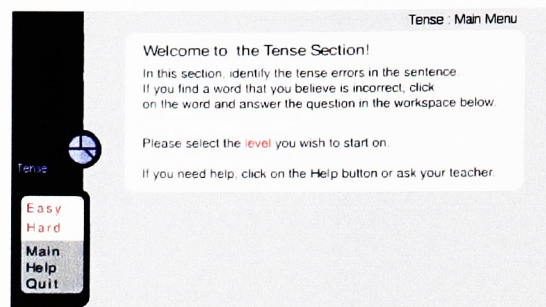 Tense : Main Menu
Welcome to the Tense Section!
In this section, identify the tense errors in the sentence.
If you find a word that you believe is incorrect, click
on the word and answer the question in the workspace below.
Please select the level you wish to start on.
If you need help, click on the Help button or ask your teacher.
Tense
Easy
Hard
Main
Help
Quit